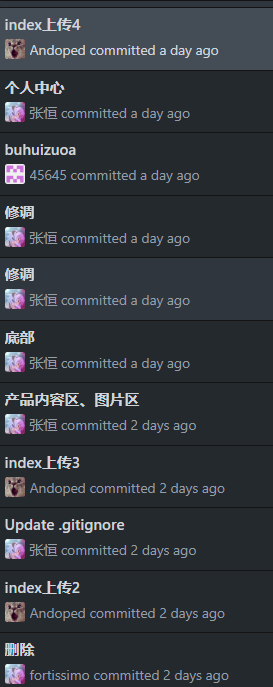 index上传4
Andoped committed a day ago
个人中心
张恒 committed a day ago
buhuizuoa
45645 committed a day ago
修调
张恒 committed a day ago
修调
张恒 committed a day ago
底部
张恒 committed a day ago
产品内容区、图片区
张恒 committed 2 days ago
index上传3
Andoped committed 2 days ago
Update .gitignore
张恒 committed 2 days ago
index上传2
Andoped committed 2 days ago
删除
fortissimo committed 2 days ago